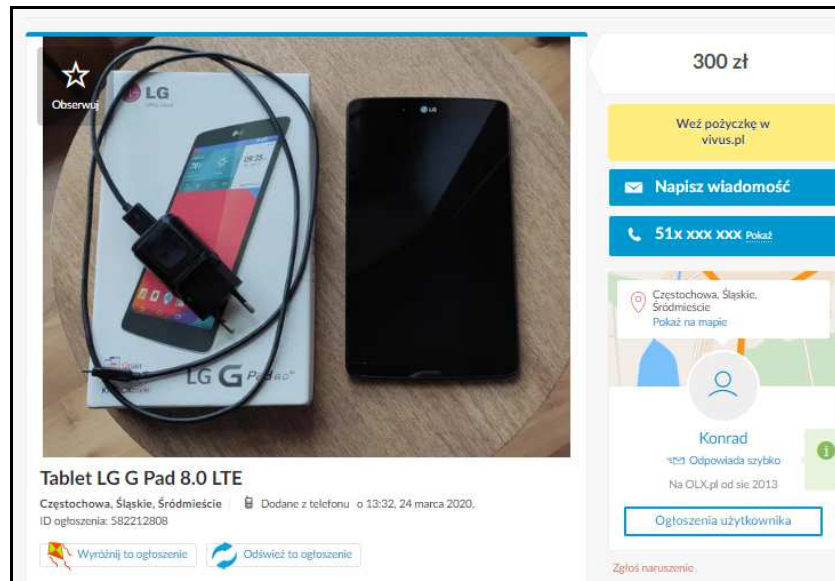 Obserwuj
LG
LG
LG G Pad 8.0
300 zł
Weź pożyczkę w
vivus.pl
Napisz wiadomość
51x xxx xxx Pokaż
Częstochowa, Śląskie,
Śródmieście
Pokaż na mapie
Konrad
Odpowiada szybko
Na OLX.pl od sie 2013
Ogłoszenia użytkownika
Zgłoś naruszenie
Tablet LG G Pad 8.0 LTE
Częstochowa, Śląskie, Śródmieście Dodane z telefonu o 13:32, 24 marca 2020,
ID ogłoszenia: 582212808
Wyróżnij to ogłoszenie Odśwież to ogłoszenie